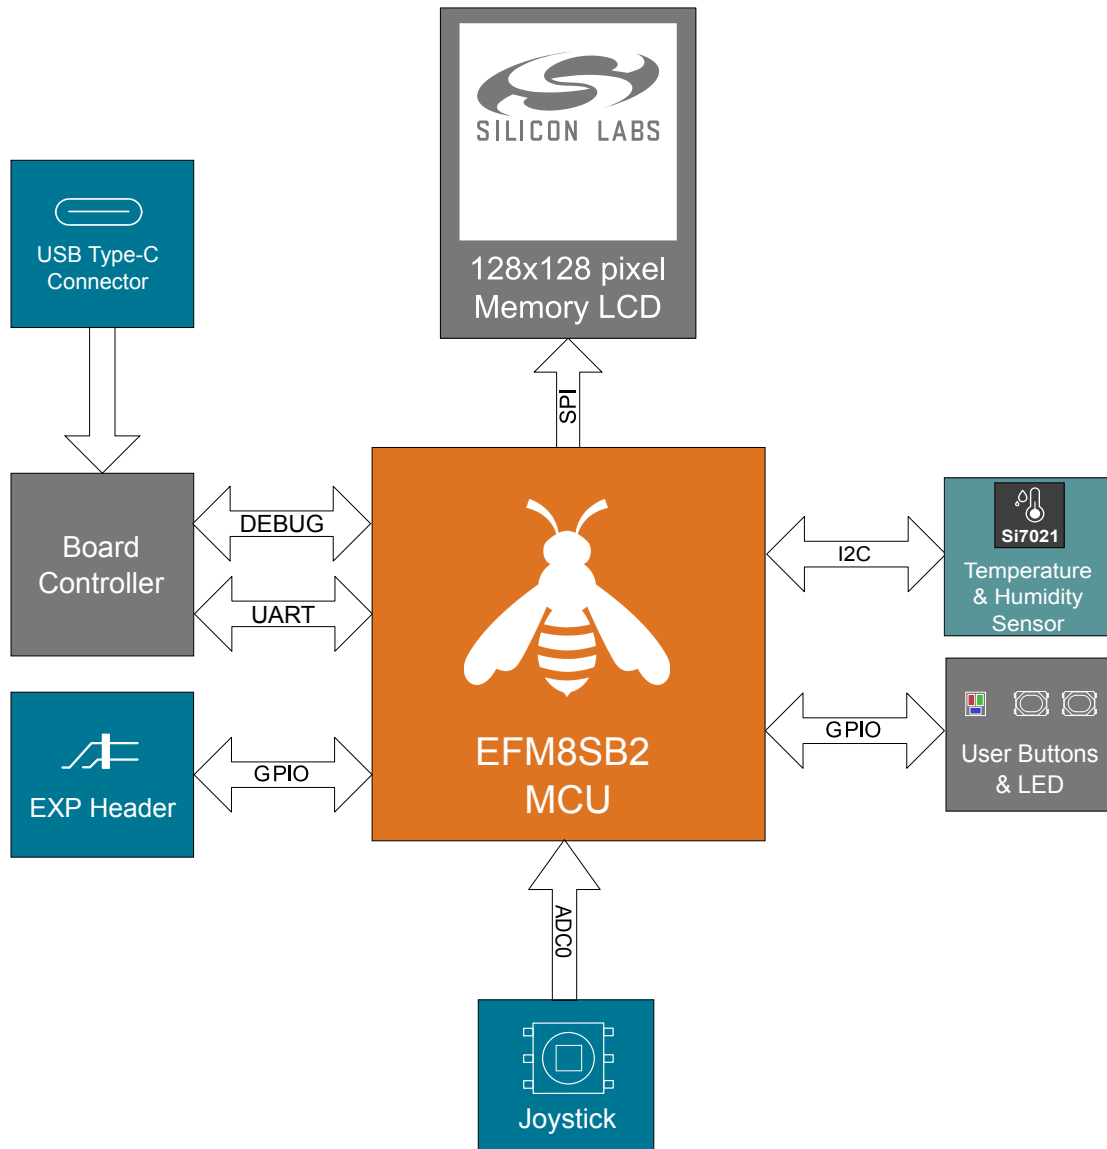 SILICON LABS
128x128 pixel
Memory LCD
USB Type-C
Connector
SPI
Board
Controller
DEBUG
UART
I2C
Si7021
Temperature
& Humidity
Sensor
EXP Header
GPIO
EFM8SB2
MCU
GPIO
User Buttons
& LED
ADC0
Joystick